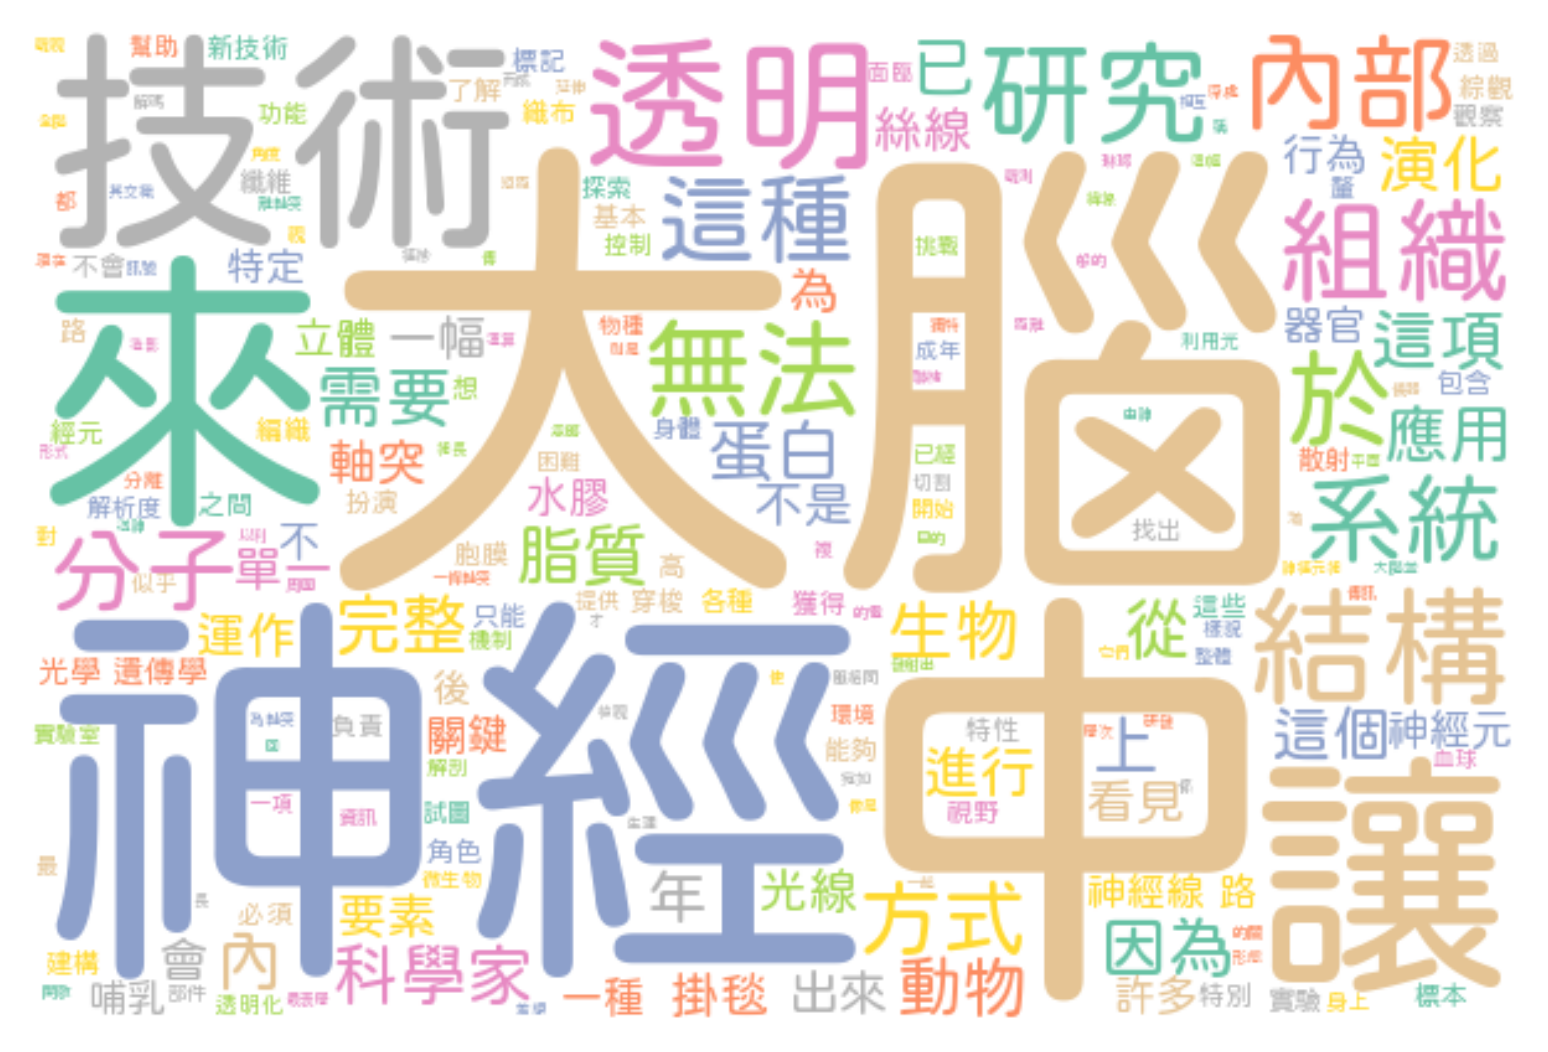 幫助
新技術
標記
透明
已
研究
內部
透過
綜觀
觀察
技術
了解
面臨
絲線
織布
功能
纖維
都
行為
演化
探索
基本
控制
這種
組織
特定
不會
大腦
挑戰
為
來
路
立體
一幅
物種
無法
成年
利用光
器官
這項
需要
想
於
包含
經元
編織
身體
應用
軸突
蛋白
已經
散射
分離
困難
切割
解析度
之間
扮演
水膠
不是
開始
系統
對
找出
分子
單一
不
脂質
似乎
胞膜
高
完整
只能
提供
穿梭
各種
獲得
生物
從
這些
結構
運作
機制
樣貌
整體
光學
遺傳學
神經
中
後
負責
關鍵
環境
特性
上
這個
神經元
實驗室
能夠
進行
血球
解剖
一項
資訊
試圖
視野
看見
讓
角色
最
微生物
年
光線
方式
神經線
路
必須
要素
因為
建構
會
內
科學家
哺乳
部件
透明化
一種
掛毯
出來
動物
許多
特別
實驗
身上
標本